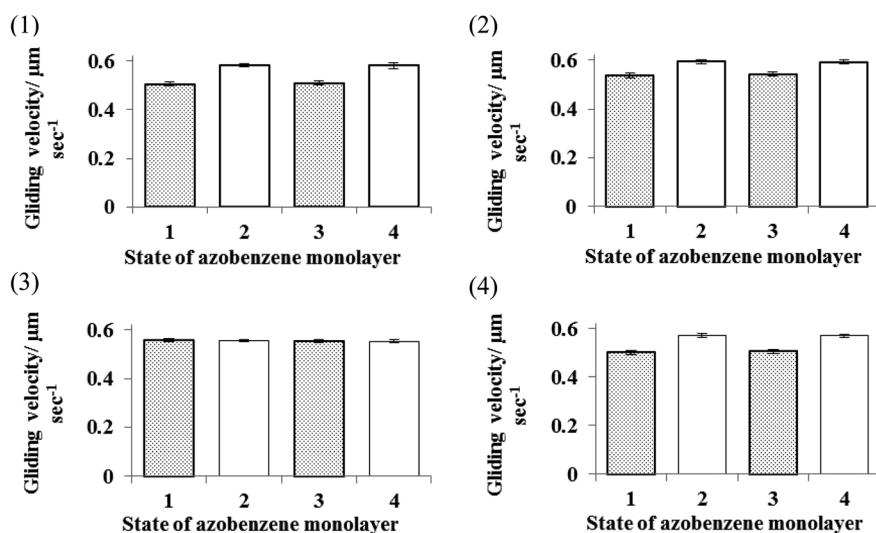 (1)
Gliding velocity/ μm
sec-1
0.6
0.4
0.2
0
1 2 3 4
State of azobenzene monolayer
(2)
Gliding velocity/ μm
sec-1
0.6
0.4
0.2
0
1 2 3 4
State of azobenzene monolayer
(3)
Gliding velocity/ μm
sec-1
0.6
0.4
0.2
0
1 2 3 4
State of azobenzene monolayer
(4)
Gliding velocity/ μm
sec-1
0.6
0.4
0.2
0
1 2 3 4
State of azobenzene monolayer